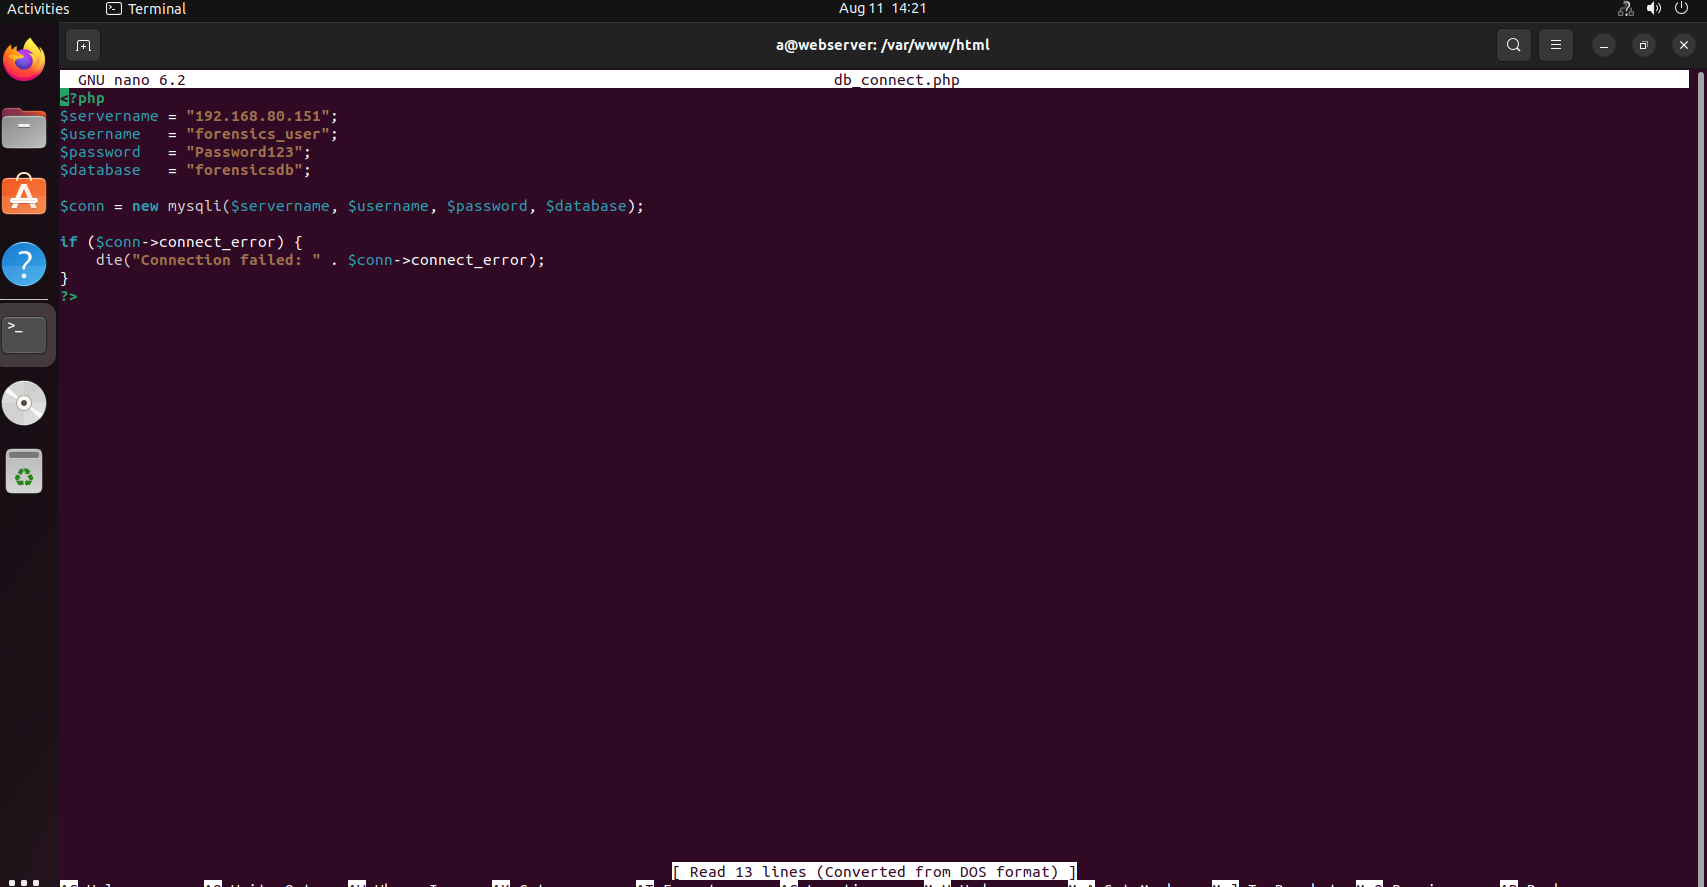 Activities Terminal Aug 11 14:21
a@webserver: /var/www/html
GNU nano 6.2 db_connect.php
<?php
$servername = "192.168.80.151";
$username   = "forensics_user";
$password   = "Password123";
$database   = "forensicsdb";
$conn = new mysqli($servername, $username, $password, $database);
if ($conn->connect_error) {
    die("Connection failed: " . $conn->connect_error);
}
?>
[ Read 13 lines (Converted from DOS format) ]